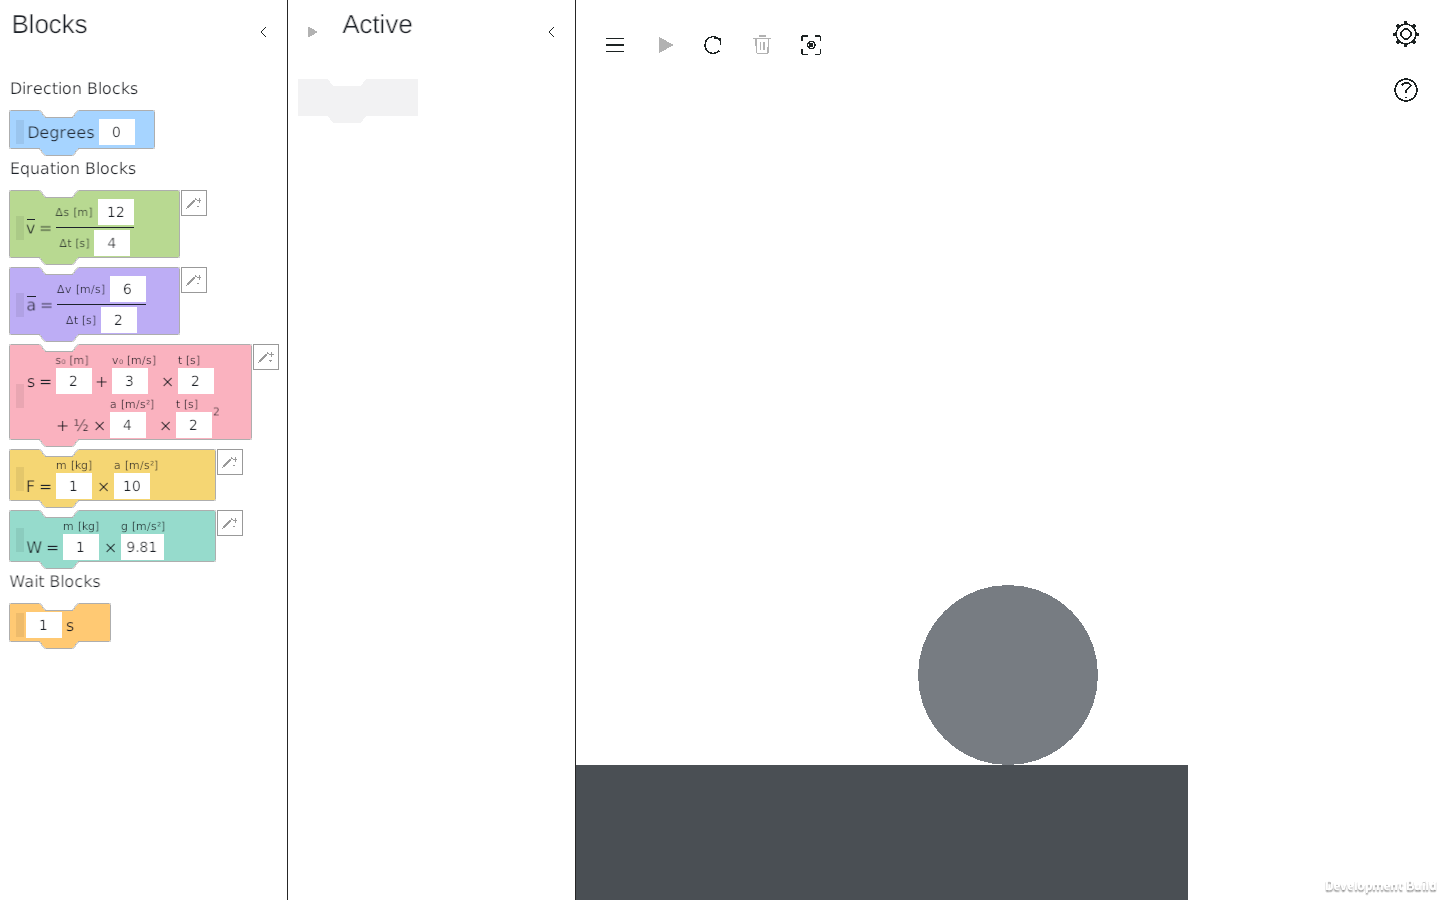 Blocks
Active
Direction Blocks
Degrees 0
Equation Blocks
Δs [m] 12
v̅ =
Δt [s] 4
Δv [m/s] 6
a̅ =
Δt [s] 2
s₀ [m] v₀ [m/s] t [s]
s = 2 + 3 × 2
a [m/s²] t [s] 2
+ ½ × 4 × 2
m [kg] a [m/s²]
F = 1 × 10
m [kg] g [m/s²]
W = 1 × 9.81
Wait Blocks
1 s
Development Build